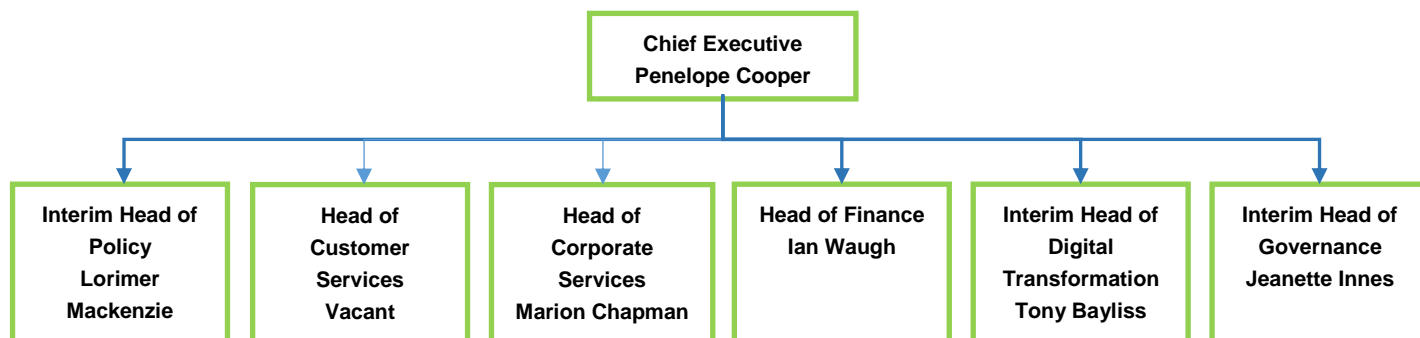 Chief Executive
Penelope Cooper
Interim Head of
Policy
Lorimer
Mackenzie
Head of
Customer
Services
Vacant
Head of
Corporate
Services
Marion Chapman
Head of Finance
Ian Waugh
Interim Head of
Digital
Transformation
Tony Bayliss
Interim Head of
Governance
Jeanette Innes